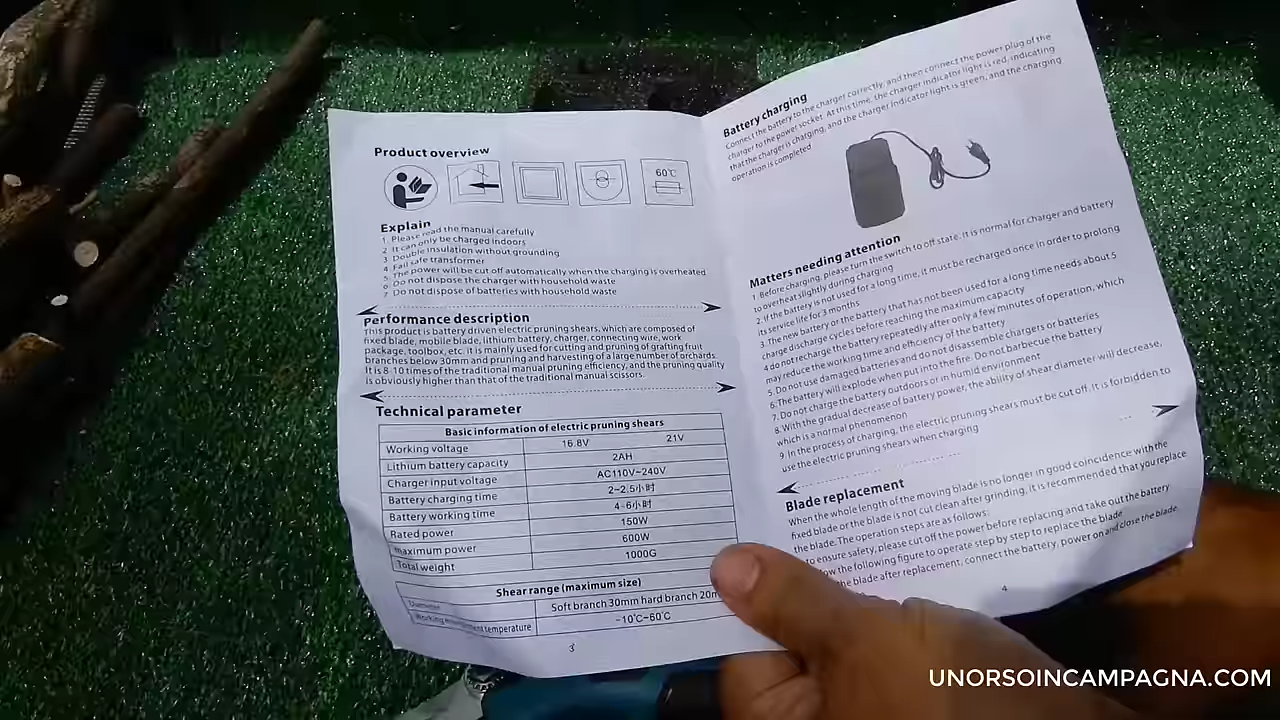 Product overview
60℃
Explain
1 Please read the manual carefully
2 It can only be charged indoors
3 Double insulation without grounding
4 Fail safe transformer
5 The power will be cut off automatically when the charging is overheated
6 Do not dispose the charger with household waste
7 Do not dispose of batteries with household waste
Performance description
This product is battery driven electric pruning shears, which are composed of
fixed blade, mobile blade, lithium battery, charger, connecting wire, work
package, toolbox, etc. it is mainly used for cutting and pruning of grafting fruit
branches below 30mm and pruning and harvesting of a large number of orchards.
It is 8-10 times of the traditional manual pruning efficiency, and the pruning quality
is obviously higher than that of the traditional manual scissors.
Technical parameter
Basic information of electric pruning shears
Working voltage 16.8V 21V
Lithium battery capacity 2AH
Charger input voltage AC110V~240V
Battery charging time 2-2.5小时
Battery working time 4-6小时
Rated power 150W
maximum power 600W
Total weight 1000G
Shear range (maximum size)
Diameter Soft branch 30mm hard branch 20m
Working temperature -10℃~60℃
3
Battery charging
Connect the battery to the charger correctly, and then connect the power plug of the
charger to the power socket. At this time, the charger indicator light is red, indicating
that the charger is charging, and the charger indicator light is green, and the charging
operation is completed
Matters needing attention
1 Before charging, please turn the switch to off state. It is normal for charger and battery
to overheat slightly during charging
2. If the battery is not used for a long time, it must be recharged once in order to prolong
its service life for 3 months
3. The new battery or the battery that has not been used for a long time needs about 5
charge discharge cycles before reaching the maximum capacity
4 do not recharge the battery repeatedly after only a few minutes of operation, which
may reduce the working time and efficiency of the battery
5. Do not use damaged batteries and do not disassemble chargers or batteries
6. The battery will explode when put into the fire. Do not barbecue the battery
7. Do not charge the battery outdoors or in humid environment
8. With the gradual decrease of battery power, the ability of shear diameter will decrease,
which is a normal phenomenon
9. In the process of charging, the electric pruning shears must be cut off. It is forbidden to
use the electric pruning shears when charging
Blade replacement
When the whole length of the moving blade is no longer in good coincidence with the
fixed blade or the blade is not cut clean after grinding, it is recommended that you replace
the blade. The operation steps are as follows:
to ensure safety, please cut off the power before replacing and take out the battery
the following figure to operate step by step to replace the blade
the blade after replacement, connect the battery, power on and close the blade
4
UNORSOINCAMPAGNA.COM